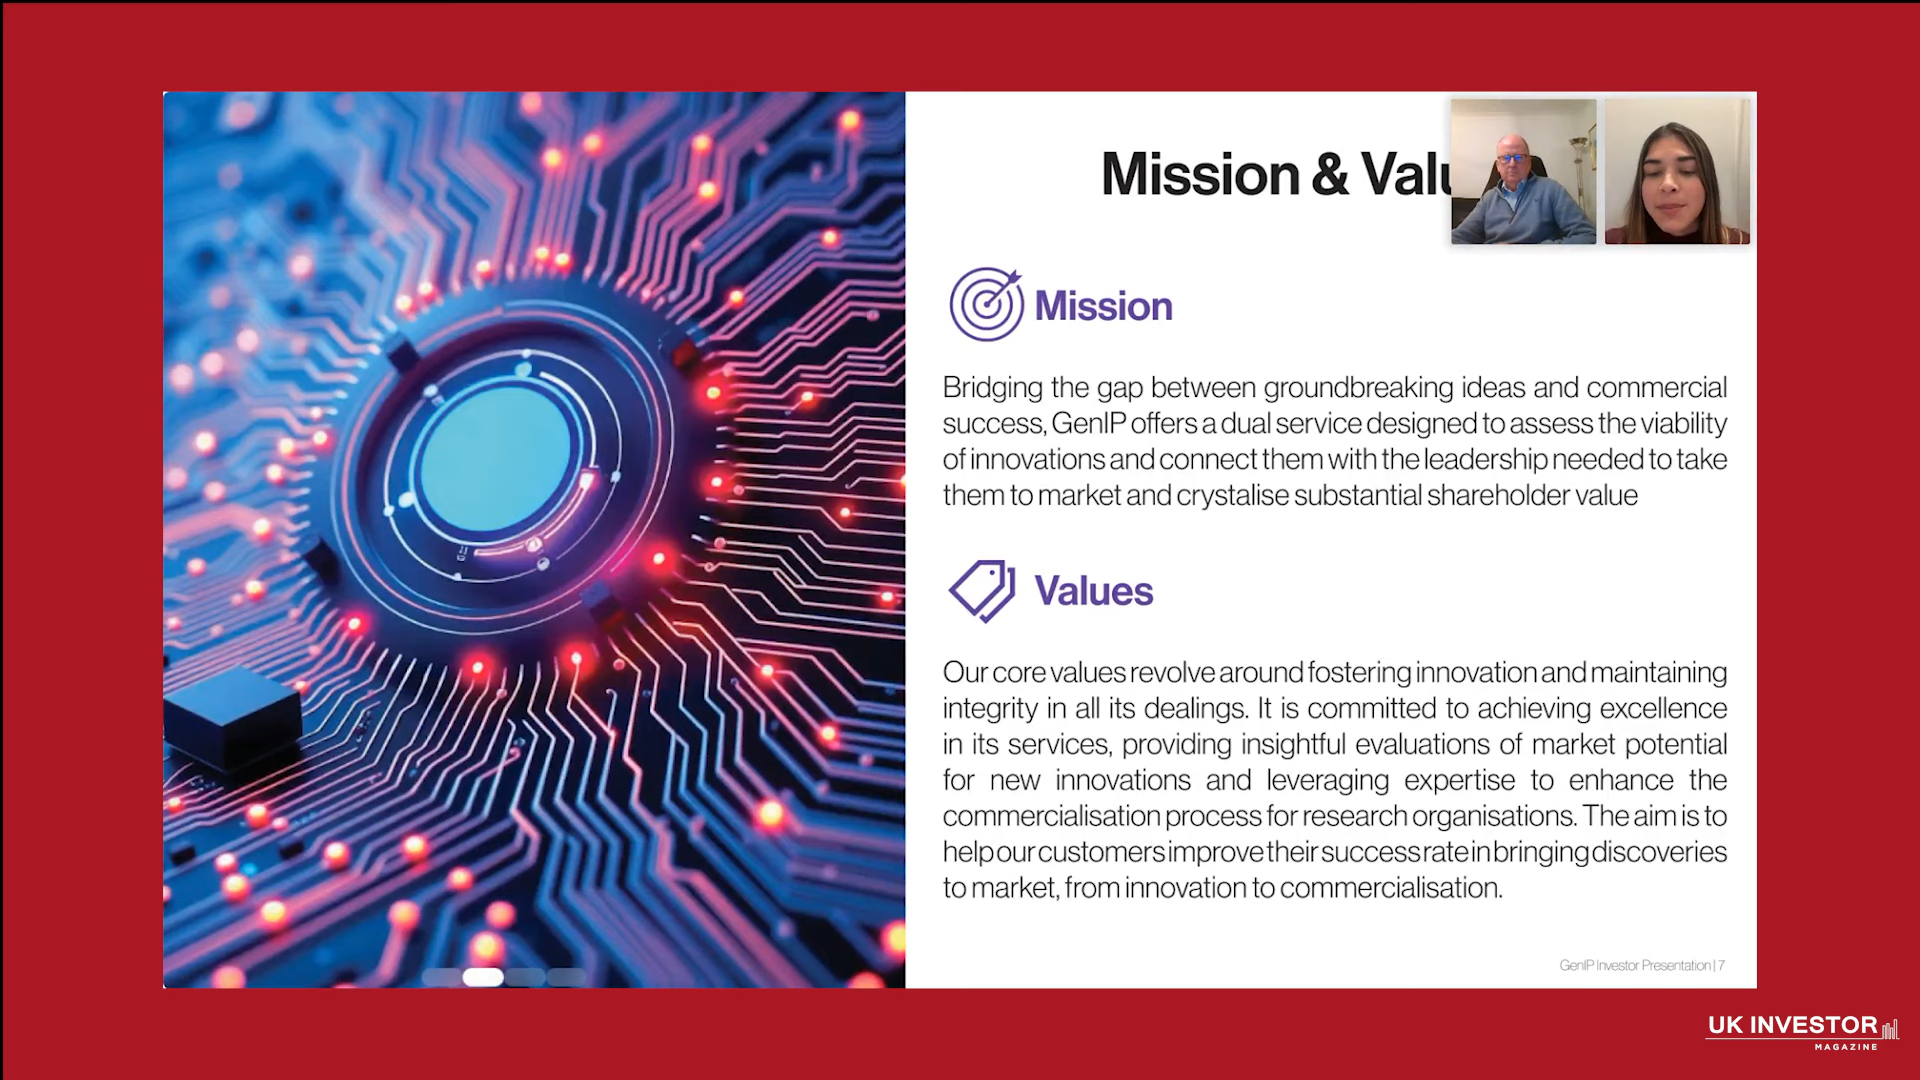 Mission & Valu
Mission
Bridging the gap between groundbreaking ideas and commercial
success, GenIP offers a dual service designed to assess the viability
of innovations and connect them with the leadership needed to take
them to market and crystalise substantial shareholder value
Values
Our core values revolve around fostering innovation and maintaining
integrity in all its dealings. It is committed to achieving excellence
in its services, providing insightful evaluations of market potential
for new innovations and leveraging expertise to enhance the
commercialisation process for research organisations. The aim is to
help our customers improve their success rate in bringing discoveries
to market, from innovation to commercialisation.
GenIP Investor Presentation | 7
UK INVESTOR
MAGAZINE